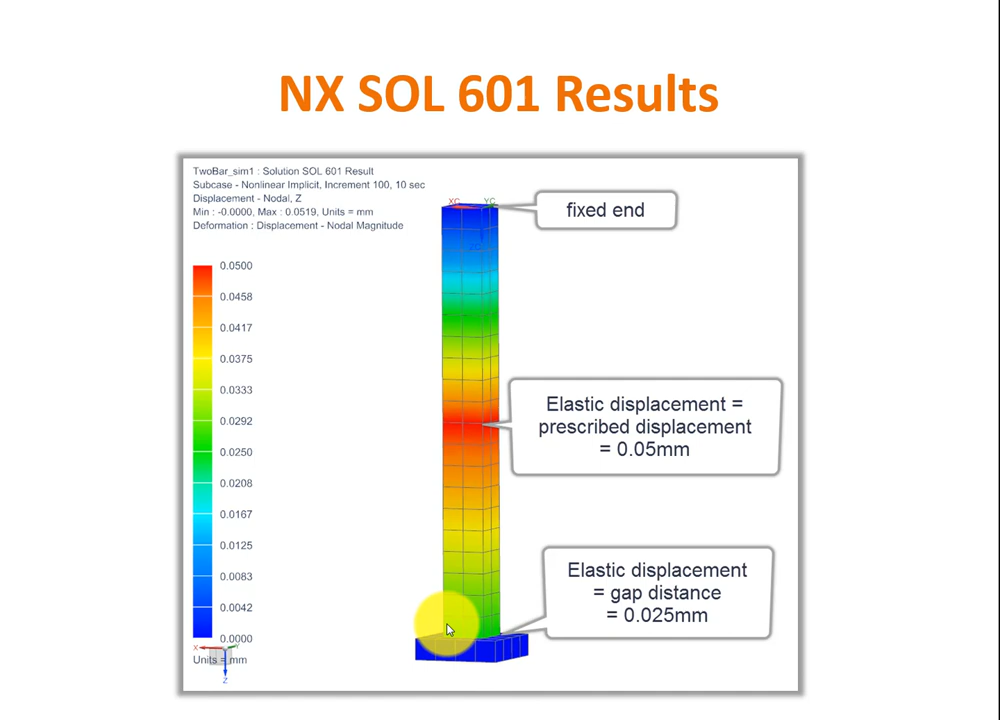 NX SOL 601 Results
TwoBar_sim1 : Solution SOL 601 Result
Subcase - Nonlinear Implicit, Increment 100, 10 sec
Displacement - Nodal, Z
Min : -0.0000, Max : 0.0519, Units = mm
Deformation : Displacement - Nodal Magnitude
XC YC
fixed end
0.0500
0.0458
0.0417
0.0375
0.0333
0.0292
0.0250
0.0208
0.0167
0.0125
0.0083
0.0042
0.0000
Elastic displacement =
prescribed displacement
= 0.05mm
Elastic displacement
= gap distance
= 0.025mm
X Y
Units = mm
Z